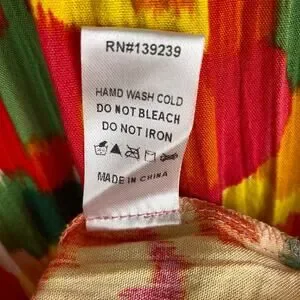 RN#139239
HAND WASH COLD
DO NOT BLEACH
DO NOT IRON
MADE IN CHINA